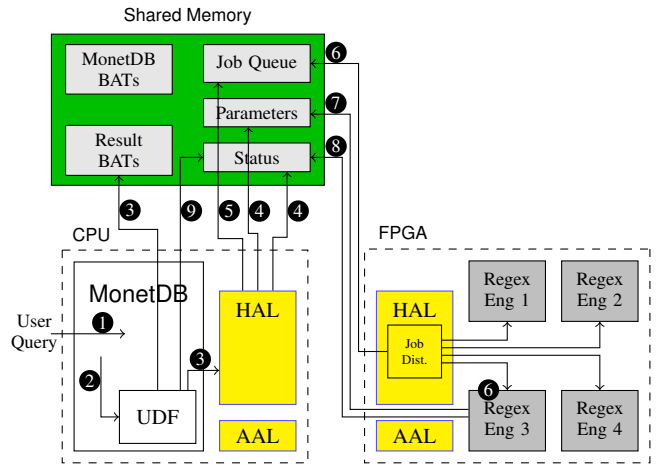 Shared Memory
MonetDB
BATs
Job Queue
6
Parameters
7
Result
BATs
Status
8
3
9
5
4
4
CPU
FPGA
MonetDB
HAL
HAL
Regex
Eng 1
Regex
Eng 2
User
Query
1
Job
Dist.
2
3
6
UDF
AAL
AAL
Regex
Eng 3
Regex
Eng 4